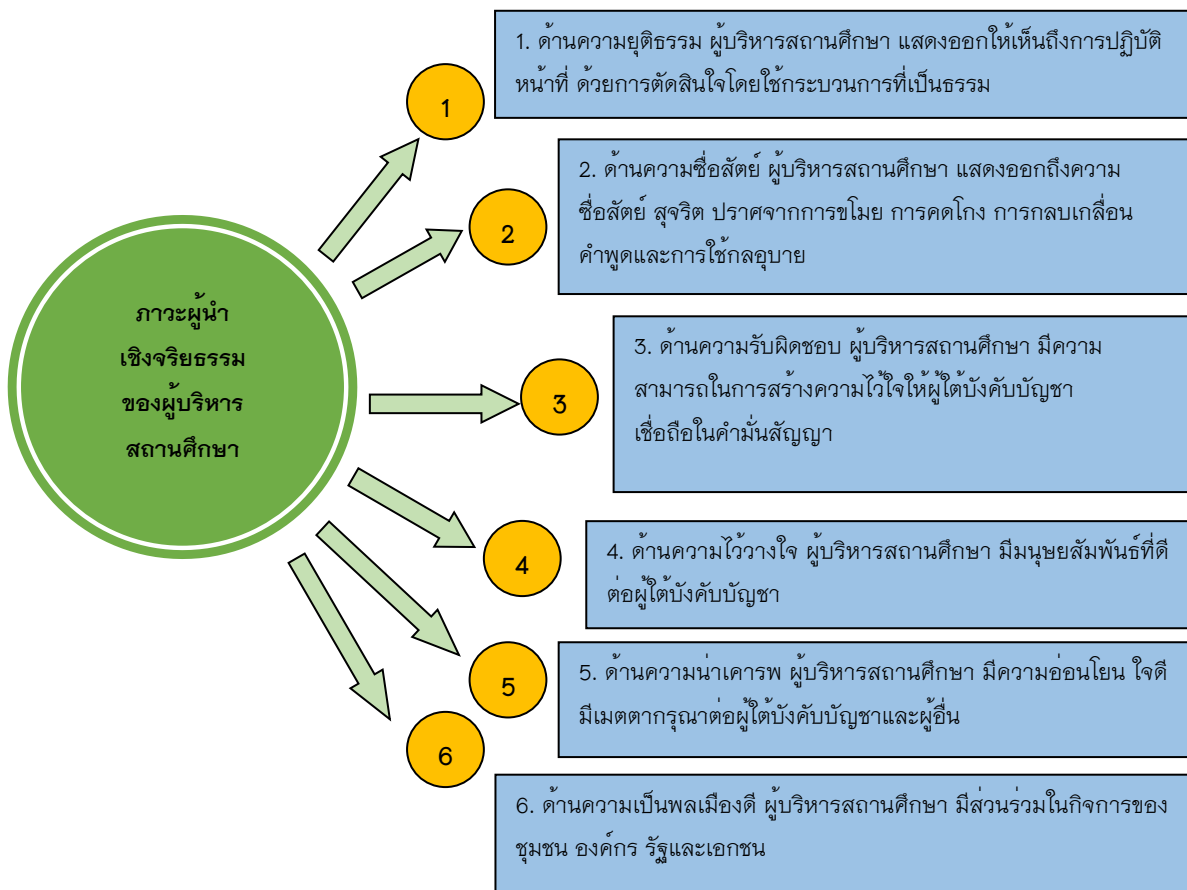 ภาวะผู้นำ
เชิงจริยธรรม
ของผู้บริหาร
สถานศึกษา
1
1. ด้านความยุติธรรม ผู้บริหารสถานศึกษา แสดงออกให้เห็นถึงการปฏิบัติ
หน้าที่ ด้วยการตัดสินใจโดยใช้กระบวนการที่เป็นธรรม
2
2. ด้านความซื่อสัตย์ ผู้บริหารสถานศึกษา แสดงออกถึงความ
ซื่อสัตย์ สุจริต ปราศจากการขโมย การคดโกง การกลบเกลื่อน
คำพูดและการใช้กลอุบาย
3
3. ด้านความรับผิดชอบ ผู้บริหารสถานศึกษา มีความ
สามารถในการสร้างความไว้ใจให้ผู้ใต้บังคับบัญชา
เชื่อถือในคำมั่นสัญญา
4
4. ด้านความไว้วางใจ ผู้บริหารสถานศึกษา มีมนุษยสัมพันธ์ที่ดี
ต่อผู้ใต้บังคับบัญชา
5
5. ด้านความน่าเคารพ ผู้บริหารสถานศึกษา มีความอ่อนโยน ใจดี
มีเมตตากรุณาต่อผู้ใต้บังคับบัญชาและผู้อื่น
6
6. ด้านความเป็นพลเมืองดี ผู้บริหารสถานศึกษา มีส่วนร่วมในกิจการของ
ชุมชน องค์กร รัฐและเอกชน